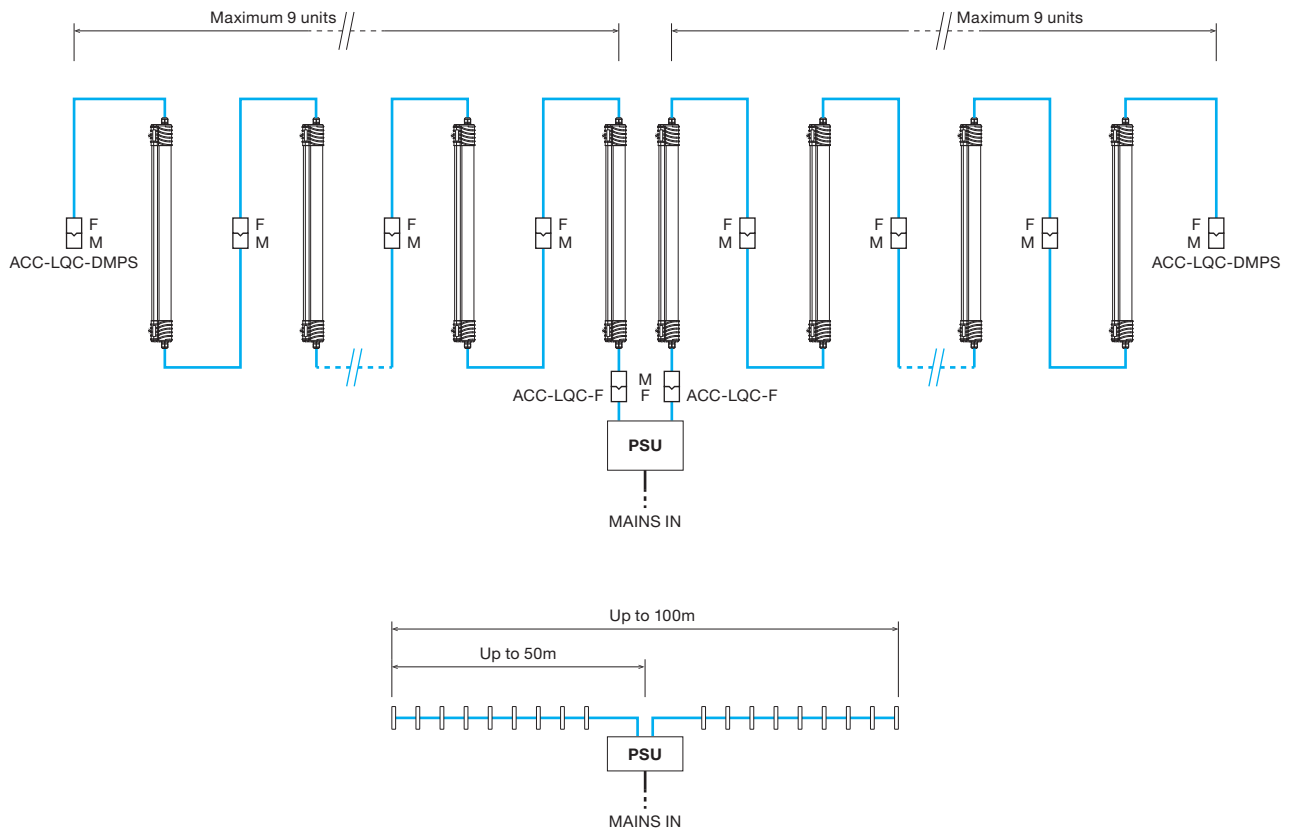 Maximum 9 units
Maximum 9 units
F
M
ACC-LQC-DMPS
F
M
F
M
F
M
F
M
F
M
F
M
F
M
ACC-LQC-DMPS
ACC-LQC-F
M
F
ACC-LQC-F
PSU
MAINS IN
Up to 100m
Up to 50m
PSU
MAINS IN